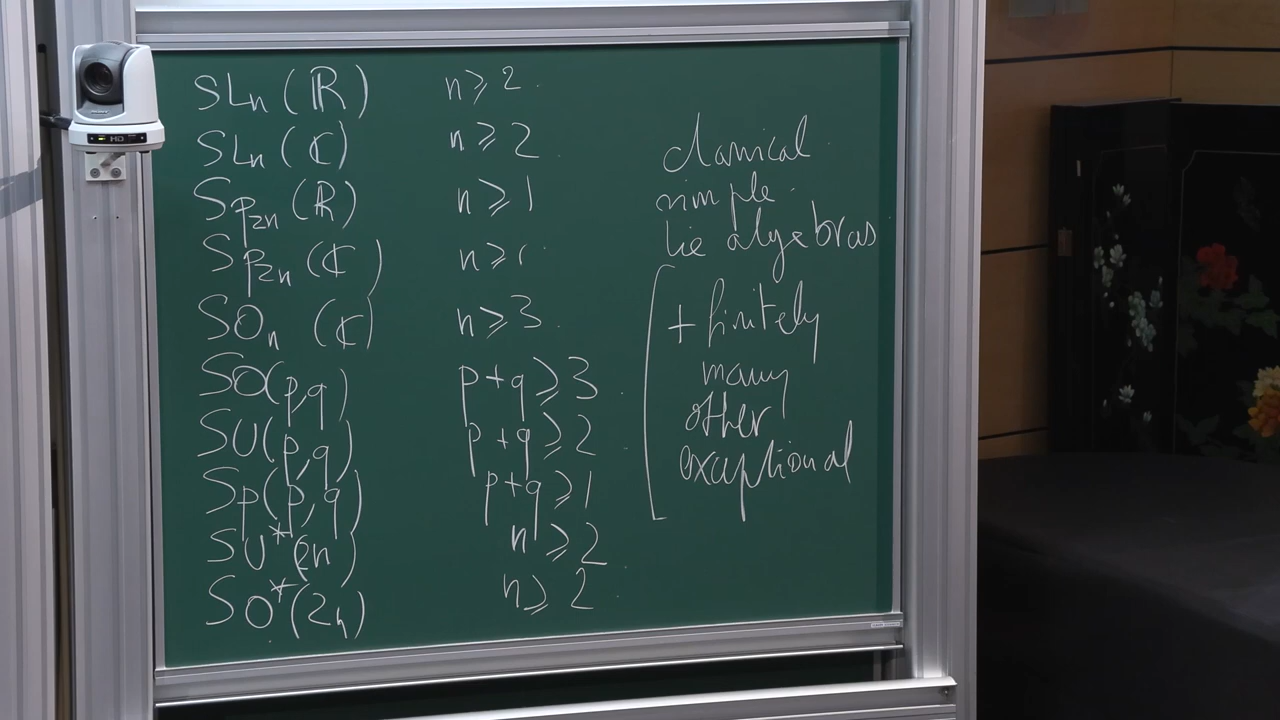 SLn(ℝ) n⩾2.
SLn(ℂ) n⩾2.
Sp2n(ℝ) n⩾1
Sp2n(ℂ) n⩾1.
SOn(ℂ) n⩾3.
SO(p,q) p+q⩾3.
SU(p,q) p+q⩾2.
Sp(p,q) p+q⩾1
SU*(2n) n⩾2
SO*(2n) n⩾2.
classical
simple
lie algebras
+ finitely
many
other
exceptional
HD